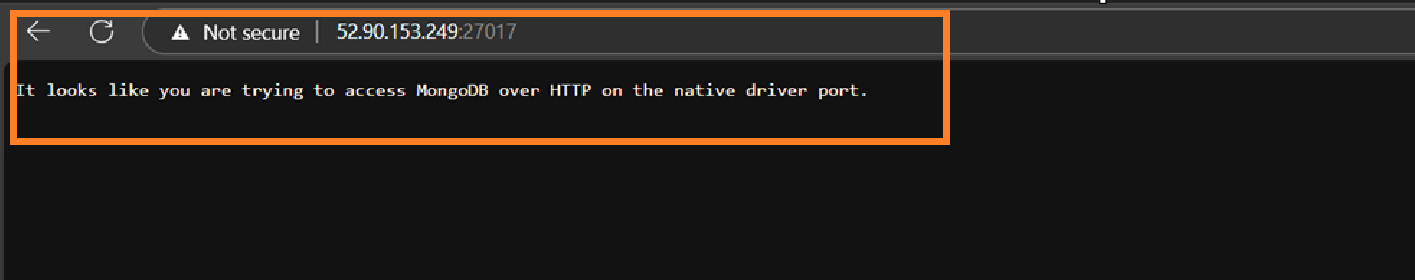 Not secure | 52.90.153.249:27017
It looks like you are trying to access MongoDB over HTTP on the native driver port.